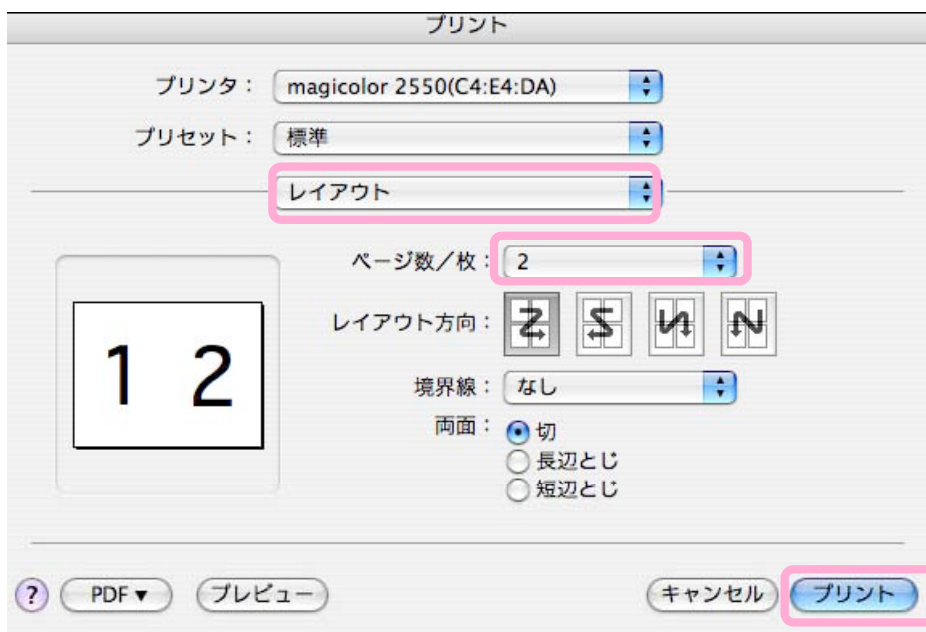 プリント
プリンタ： magicolor 2550(C4:E4:DA)
プリセット： 標準
レイアウト
ページ数／枚： 2
レイアウト方向：
境界線： なし
両面： 切
長辺とじ
短辺とじ
1 2
? PDF▼ プレビュー キャンセル プリント